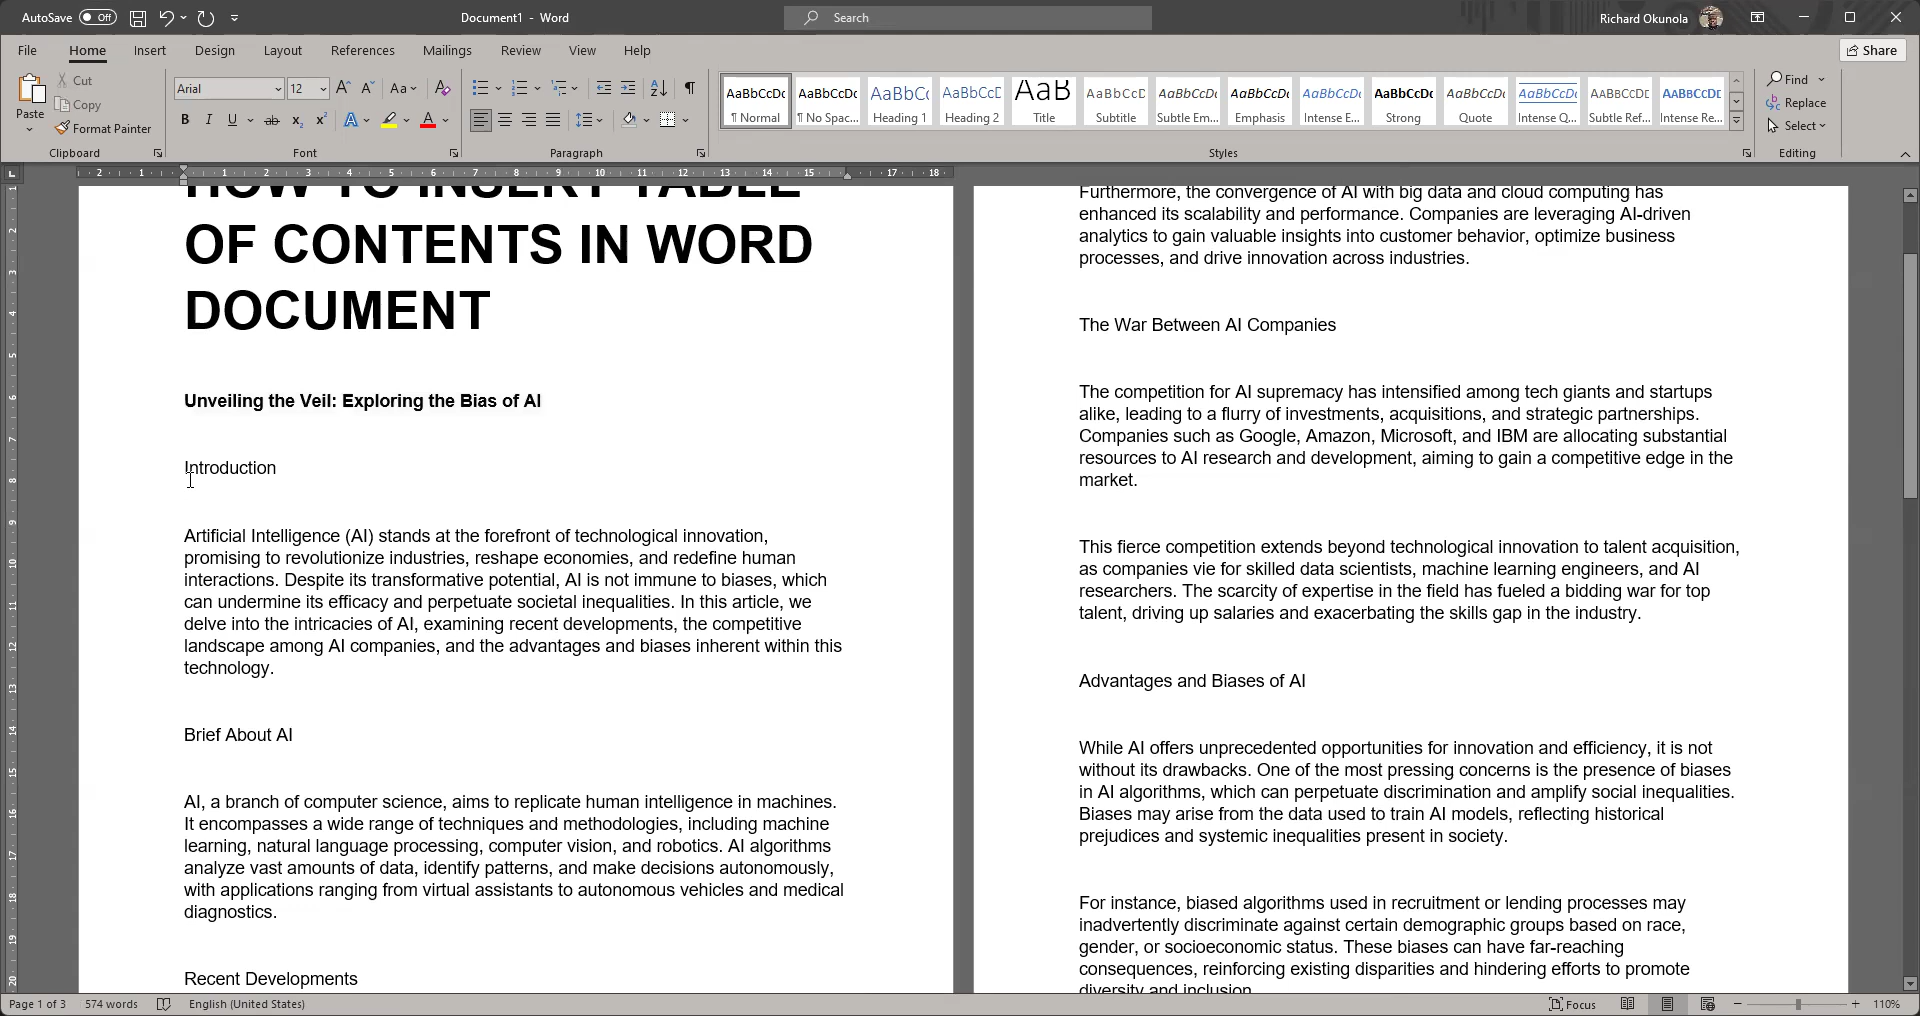 AutoSave Off
Document1 - Word
Search
Richard Okunola
File Home Insert Design Layout References Mailings Review View Help
Share
Paste
Cut
Copy
Format Painter
Clipboard
Arial 12
Font
Paragraph
AaBbCcDc AaBbCcDc AaBbC AaBbCcD AaB AaBbCcD AaBbCcDc AaBbCcDc AaBbCcDc AaBbCcDc AaBbCcDc AaBbCcDc AABBCCDE AABBCCDE
¶ Normal ¶ No Spac... Heading 1 Heading 2 Title Subtitle Subtle Em... Emphasis Intense E... Strong Quote Intense Q... Subtle Ref... Intense Re...
Styles
Find
Replace
Select
Editing
HOW TO INSERT TABLE
OF CONTENTS IN WORD
DOCUMENT
Unveiling the Veil: Exploring the Bias of AI
Introduction
Artificial Intelligence (AI) stands at the forefront of technological innovation,
promising to revolutionize industries, reshape economies, and redefine human
interactions. Despite its transformative potential, AI is not immune to biases, which
can undermine its efficacy and perpetuate societal inequalities. In this article, we
delve into the intricacies of AI, examining recent developments, the competitive
landscape among AI companies, and the advantages and biases inherent within this
technology.
Brief About AI
AI, a branch of computer science, aims to replicate human intelligence in machines.
It encompasses a wide range of techniques and methodologies, including machine
learning, natural language processing, computer vision, and robotics. AI algorithms
analyze vast amounts of data, identify patterns, and make decisions autonomously,
with applications ranging from virtual assistants to autonomous vehicles and medical
diagnostics.
Recent Developments
Furthermore, the convergence of AI with big data and cloud computing has
enhanced its scalability and performance. Companies are leveraging AI-driven
analytics to gain valuable insights into customer behavior, optimize business
processes, and drive innovation across industries.
The War Between AI Companies
The competition for AI supremacy has intensified among tech giants and startups
alike, leading to a flurry of investments, acquisitions, and strategic partnerships.
Companies such as Google, Amazon, Microsoft, and IBM are allocating substantial
resources to AI research and development, aiming to gain a competitive edge in the
market.
This fierce competition extends beyond technological innovation to talent acquisition,
as companies vie for skilled data scientists, machine learning engineers, and AI
researchers. The scarcity of expertise in the field has fueled a bidding war for top
talent, driving up salaries and exacerbating the skills gap in the industry.
Advantages and Biases of AI
While AI offers unprecedented opportunities for innovation and efficiency, it is not
without its drawbacks. One of the most pressing concerns is the presence of biases
in AI algorithms, which can perpetuate discrimination and amplify social inequalities.
Biases may arise from the data used to train AI models, reflecting historical
prejudices and systemic inequalities present in society.
For instance, biased algorithms used in recruitment or lending processes may
inadvertently discriminate against certain demographic groups based on race,
gender, or socioeconomic status. These biases can have far-reaching
consequences, reinforcing existing disparities and hindering efforts to promote
diversity and inclusion.
Page 1 of 3 574 words English (United States)
Focus
110%